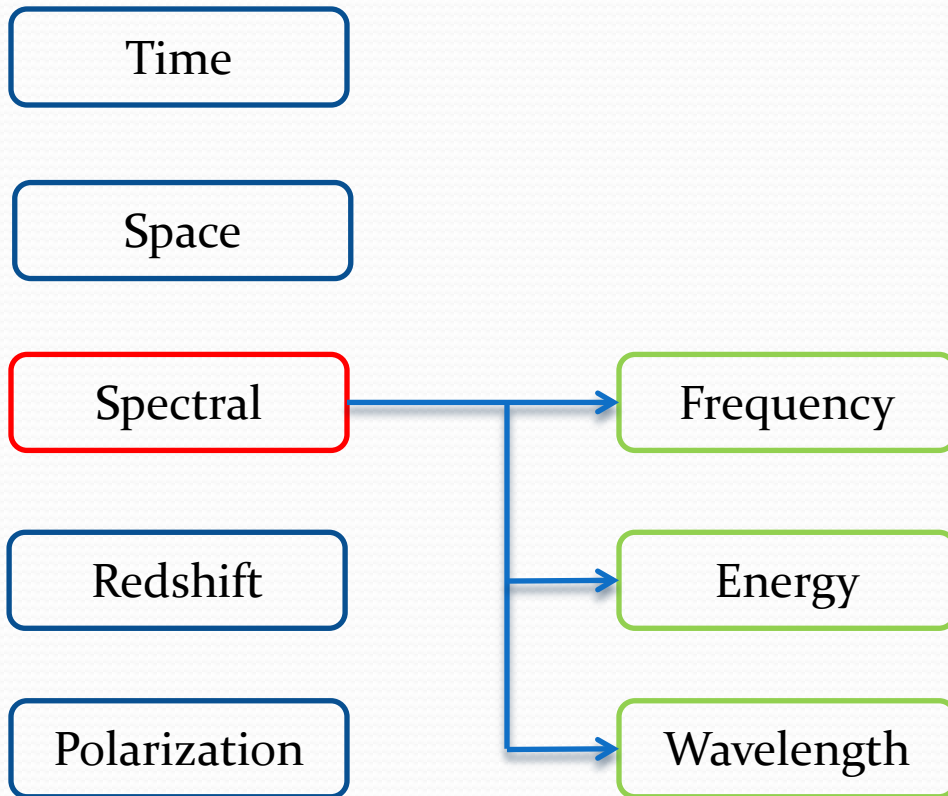 Time
Space
Spectral
Frequency
Redshift
Energy
Polarization
Wavelength